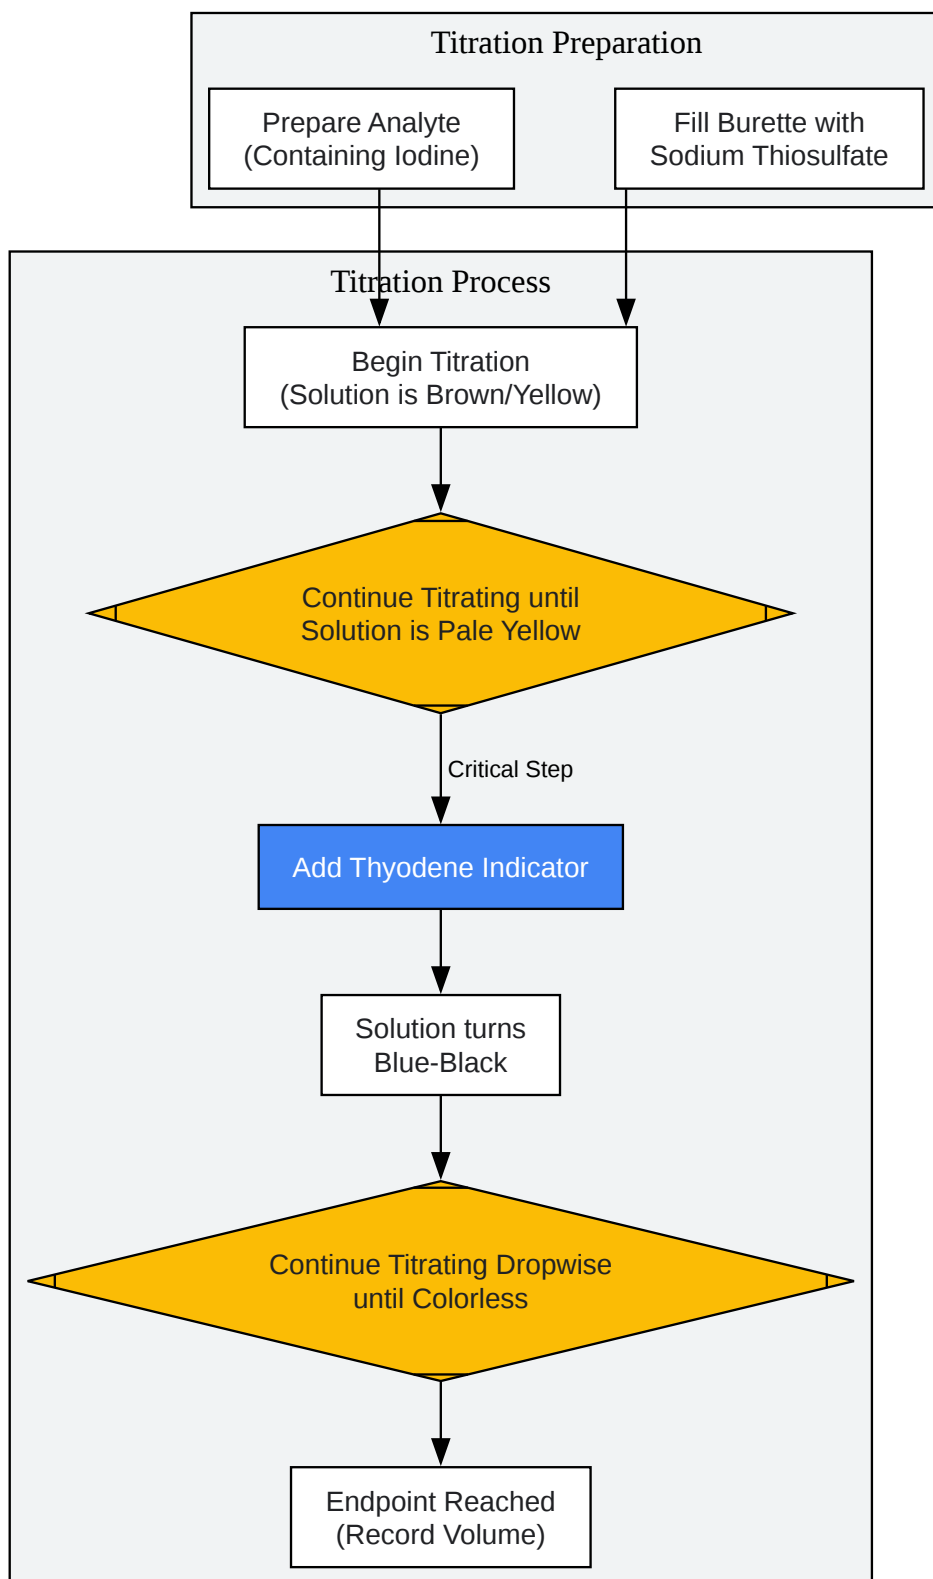 Titration Preparation
Prepare Analyte
(Containing Iodine)
Fill Burette with
Sodium Thiosulfate
Titration Process
Begin Titration
(Solution is Brown/Yellow)
Continue Titrating until
Solution is Pale Yellow
Critical Step
Add Thyodene Indicator
Solution turns
Blue-Black
Continue Titrating Dropwise
until Colorless
Endpoint Reached
(Record Volume)